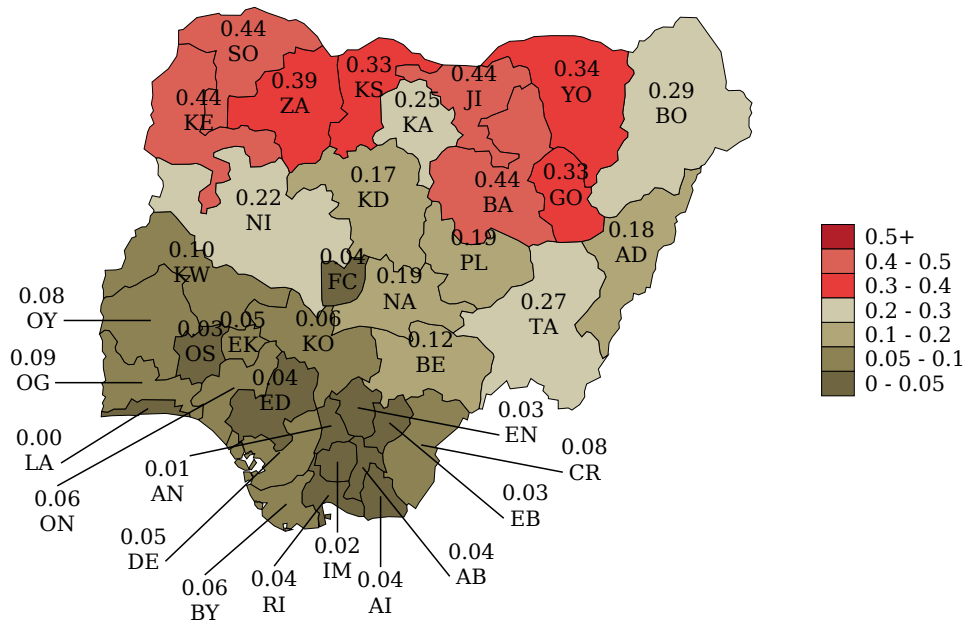 0.44
SO
0.33
KS
0.39
ZA
0.44
JI
0.34
YO
0.29
BO
0.44
KE
0.25
KA
0.17
KD
0.44
BA
0.33
GO
0.22
NI
0.18
AD
0.19
PL
0.10
KW
0.04
FC
0.19
NA
0.27
TA
0.08
OY
0.03
OS
0.05
EK
0.06
KO
0.12
BE
0.09
OG
0.04
ED
0.00
LA
0.03
EN
0.08
CR
0.01
AN
0.06
ON
0.03
EB
0.05
DE
0.02
IM
0.04
AB
0.06
BY
0.04
RI
0.04
AI
0.5+
0.4 - 0.5
0.3 - 0.4
0.2 - 0.3
0.1 - 0.2
0.05 - 0.1
0 - 0.05